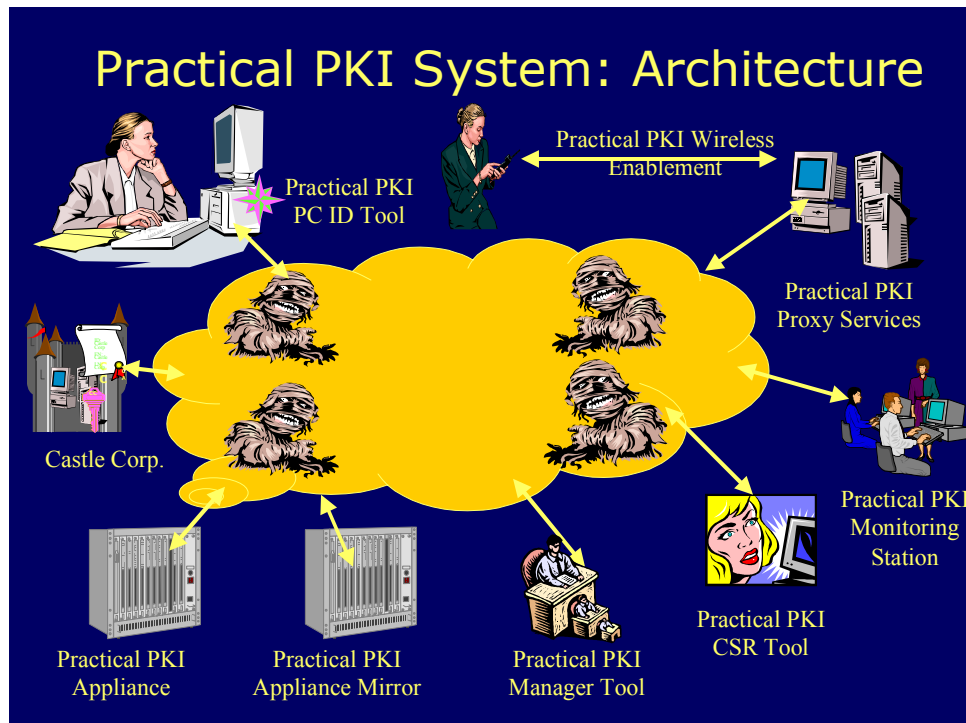 Practical PKI System: Architecture
Practical PKI Wireless
Enablement
Practical PKI
PC ID Tool
Practical PKI
Proxy Services
Castle Corp.
Practical PKI
Monitoring
Station
Practical PKI
CSR Tool
Practical PKI
Appliance
Practical PKI
Appliance Mirror
Practical PKI
Manager Tool